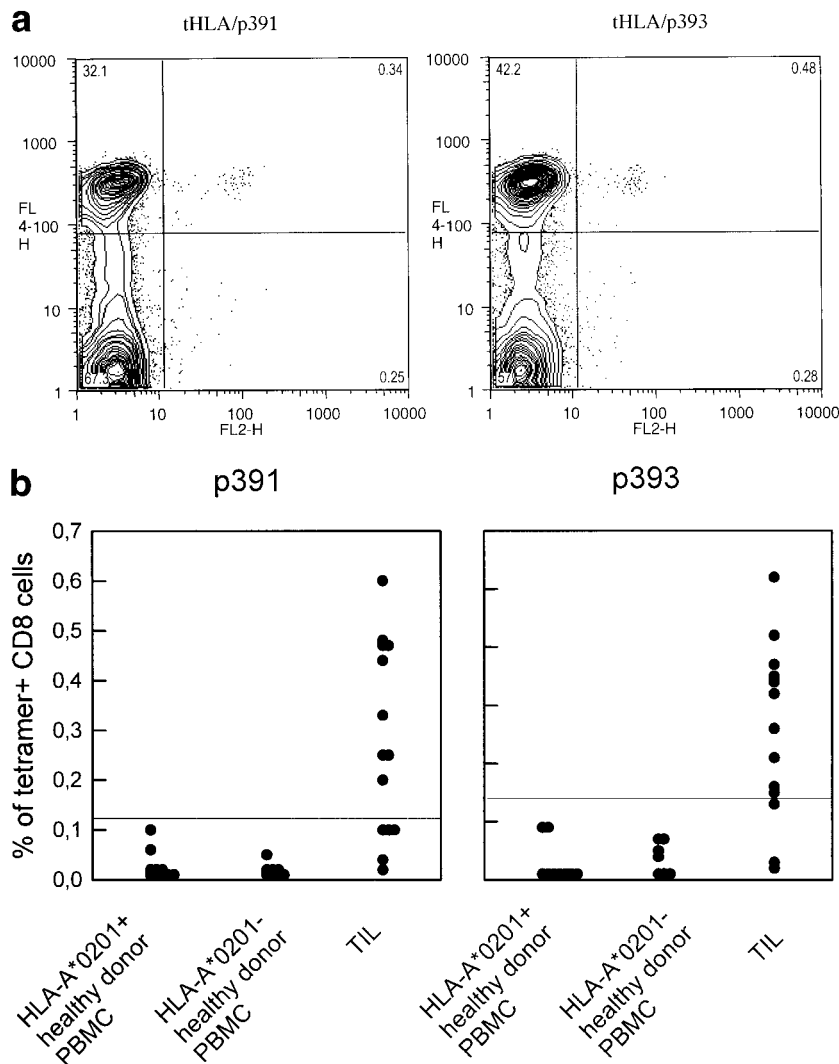 a
tHLA/p391
tHLA/p393
10000
32.1
0.34
1000
FL
4-100
H
10
1
0.25
1
10
100
1000
10000
FL2-H
10000
42.2
0.48
1000
FL
4-100
H
10
1
0.28
1
10
100
1000
10000
FL2-H
b
p391
p393
% of tetramer+ CD8 cells
0,7
0,6
0,5
0,4
0,3
0,2
0,1
0,0
HLA-A*0201+
healthy donor
PBMC
HLA-A*0201-
healthy donor
PBMC
TIL
HLA-A*0201+
healthy donor
PBMC
HLA-A*0201-
healthy donor
PBMC
TIL